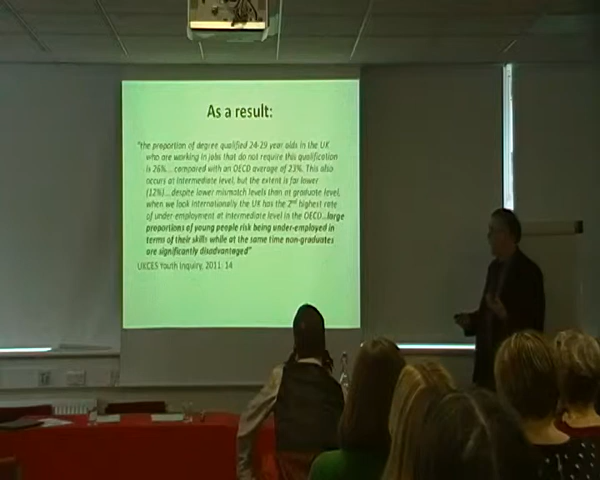 As a result:
"the proportion of degree qualified 24-29 year olds in the UK
who are working in jobs that do not require this qualification
is 26%... compared with an OECD average of 23%. This also
occurs at intermediate level, but the extent is far lower
(12%)... despite lower mismatch levels than at graduate level,
when we look internationally the UK has the 2nd highest rate
of under-employment at intermediate level in the OECD...large
proportions of young people risk being under-employed in
terms of their skills while at the same time non-graduates
are significantly disadvantaged"
UKCES Youth Inquiry, 2011: 14